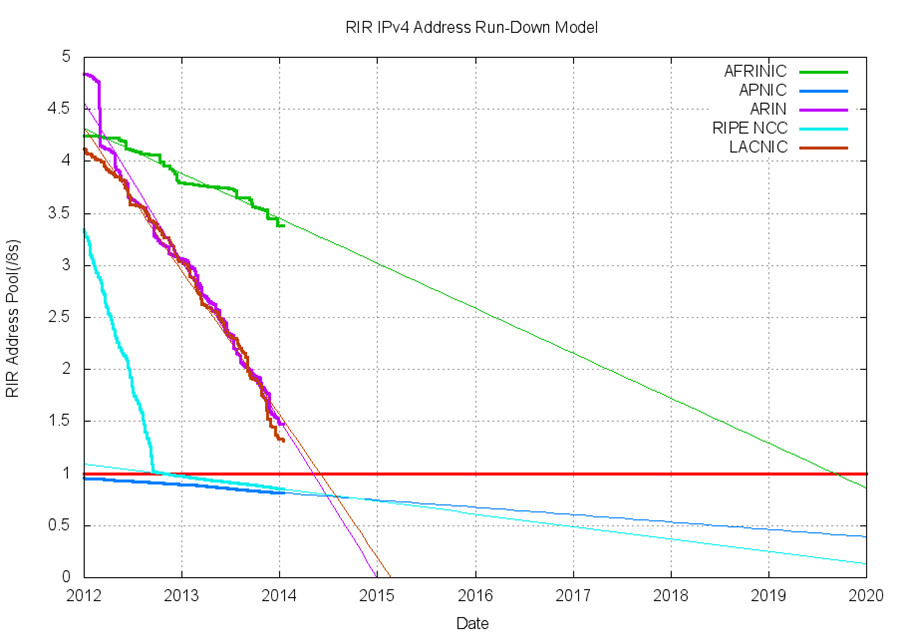 RIR IPv4 Address Run-Down Model
AFRINIC
APNIC
ARIN
RIPE NCC
LACNIC
RIR Address Pool(/8s)
5
4.5
4
3.5
3
2.5
2
1.5
1
0.5
0
2012 2013 2014 2015 2016 2017 2018 2019 2020
Date